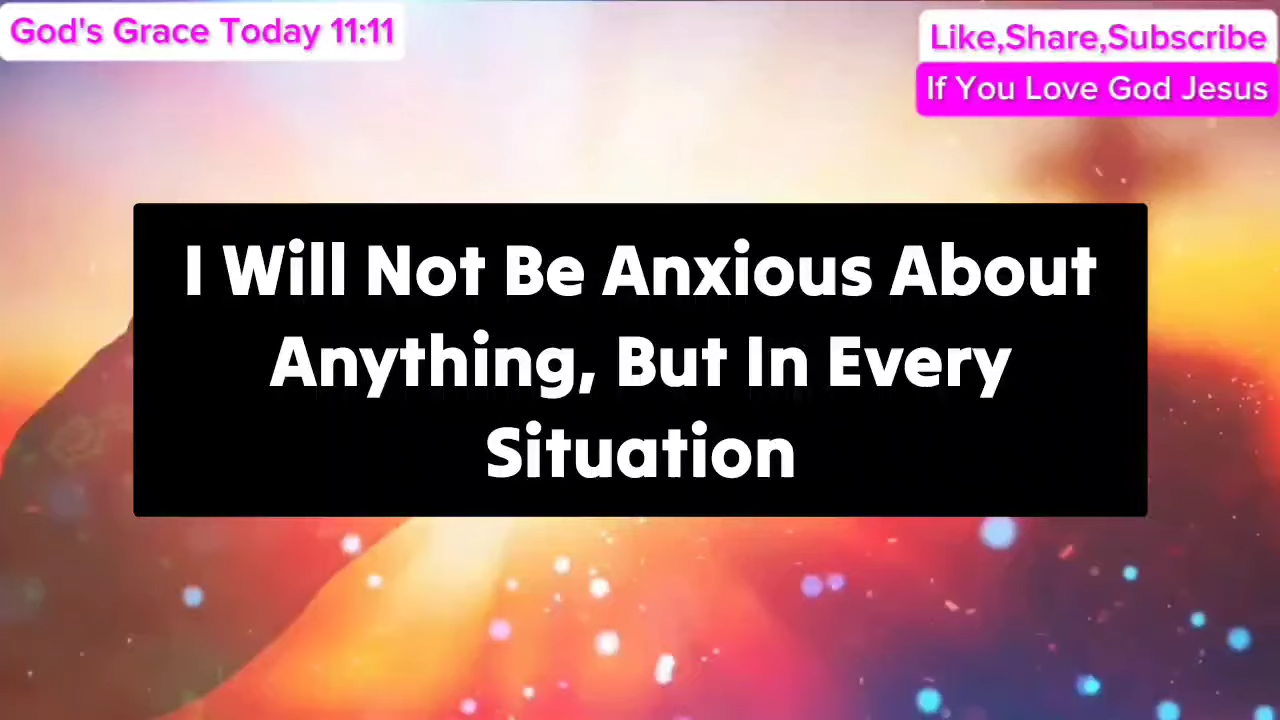 God's Grace Today 11:11
Like,Share,Subscribe
If You Love God Jesus
I Will Not Be Anxious About
Anything, But In Every
Situation